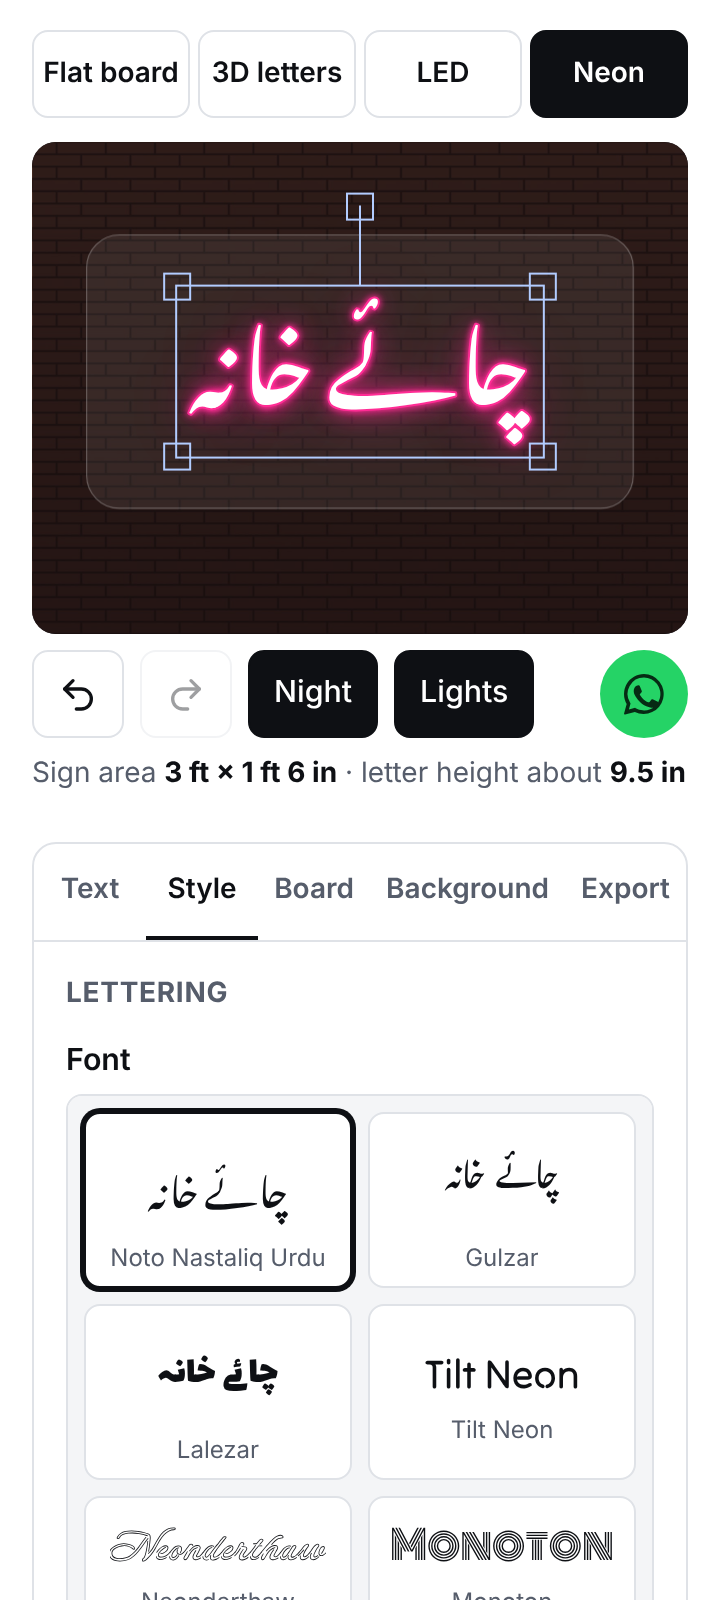 Flat board
3D letters
LED
Neon
چائے خانہ
Night
Lights
Sign area 3 ft × 1 ft 6 in · letter height about 9.5 in
Text
Style
Board
Background
Export
LETTERING
Font
چائے خانہ
Noto Nastaliq Urdu
چائے خانہ
Gulzar
چائے خانہ
Lalezar
Tilt Neon
Tilt Neon
Neonderthaw
MONOTON
Neonderthaw
Monoton